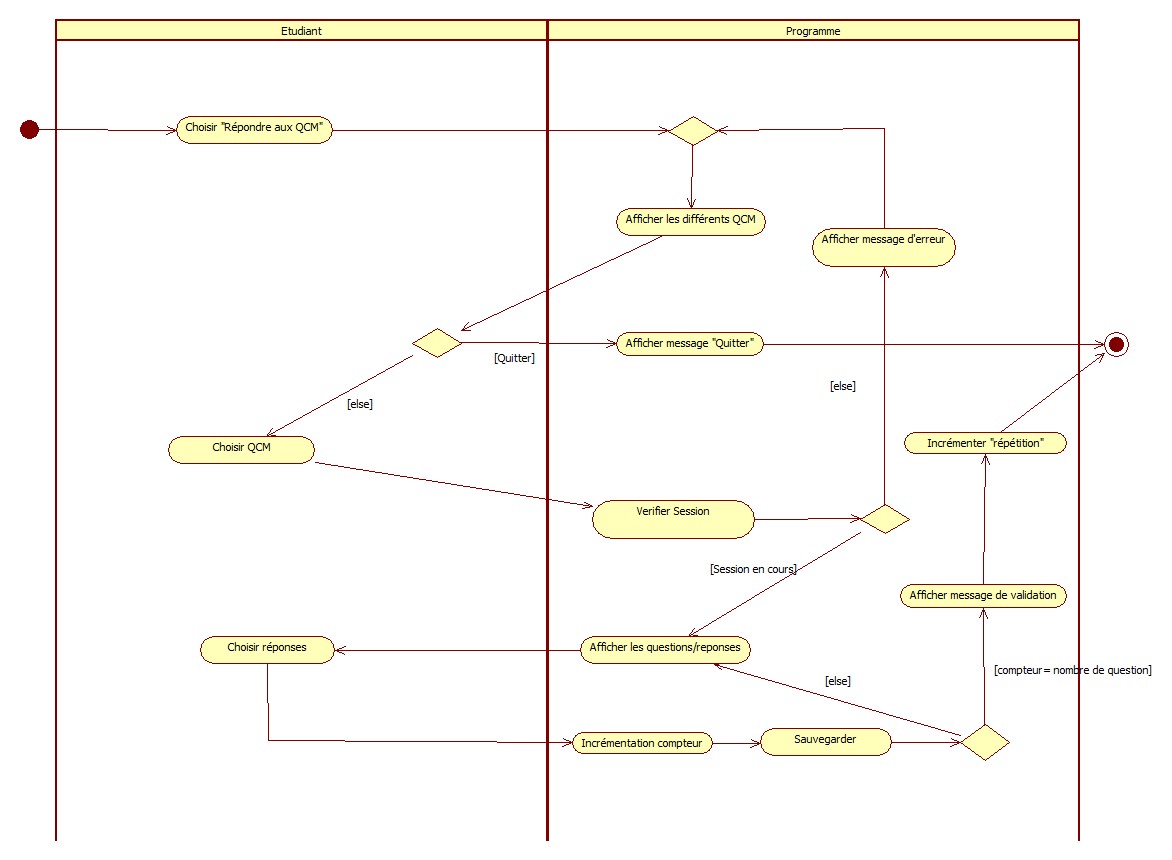 Etudiant
Programme
Choisir "Répondre aux QCM"
Afficher les différents QCM
Afficher message d'erreur
Afficher message "Quitter"
[Quitter]
[else]
[else]
Choisir QCM
Incrémenter "répétition"
Verifier Session
[Session en cours]
Afficher message de validation
Choisir réponses
Afficher les questions/reponses
[compteur= nombre de question]
[else]
Incrémentation compteur
Sauvegarder